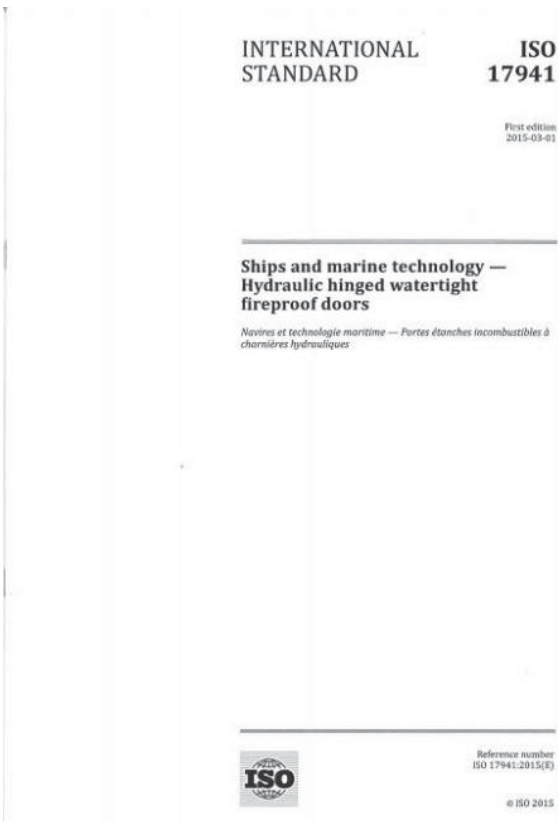 INTERNATIONAL STANDARD
ISO 17941
First edition
2015-03-01
Ships and marine technology —
Hydraulic hinged watertight
fireproof doors
Navires et technologie maritime — Portes étanches incombustibles à
charnières hydrauliques
ISO
Reference number
ISO 17941:2015(E)
© ISO 2015